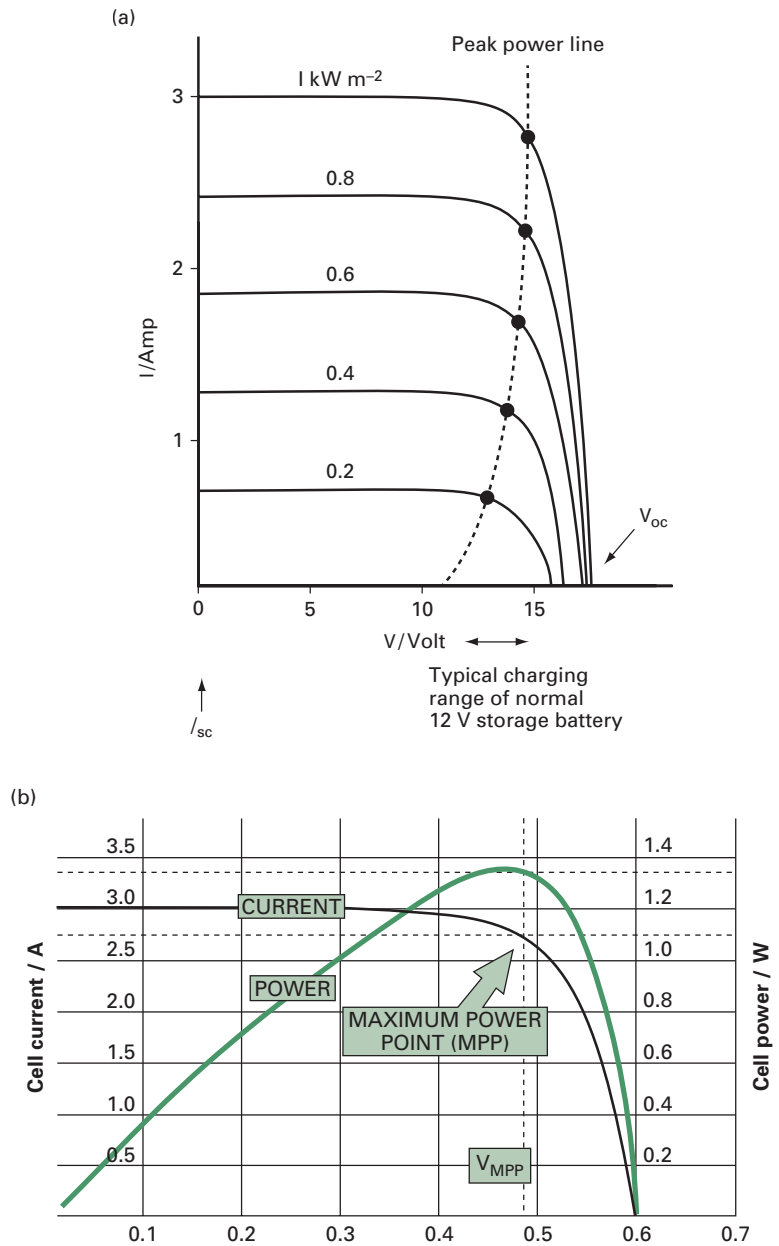 (a)
Peak power line
I kW m⁻²
3
0.8
2
0.6
I/Amp
0.4
1
0.2
V_oc
0 5 10 15
V/Volt
Typical charging
range of normal
12 V storage battery
I_sc
(b)
3.5 1.4
CURRENT 3.0 1.2
2.5 1.0
POWER
2.0 0.8
MAXIMUM POWER
POINT (MPP)
1.5 0.6
1.0 0.4
0.5 V_MPP 0.2
Cell current / A
Cell power / W
0.1 0.2 0.3 0.4 0.5 0.6 0.7